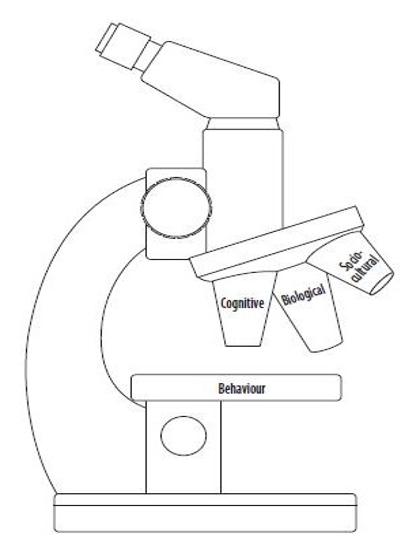 Cognitive
Biological
Socio-
cultural
Behaviour